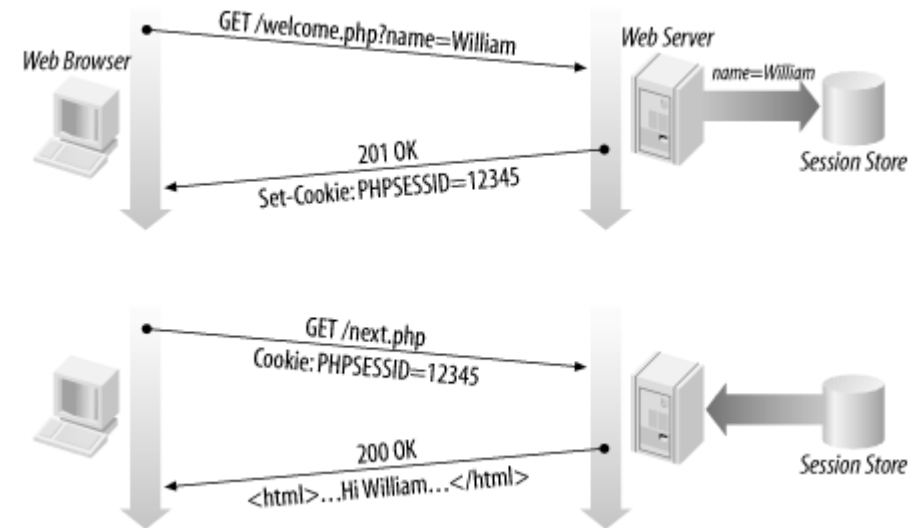 GET /welcome.php?name=William
Web Browser
Web Server
name=William
201 OK
Set-Cookie: PHPSESSID=12345
Session Store
GET /next.php
Cookie: PHPSESSID=12345
200 OK
<html>...Hi William...</html>
Session Store